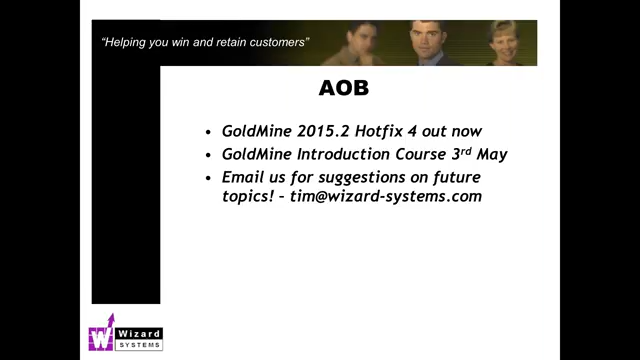 “Helping you win and retain customers”
AOB
• GoldMine 2015.2 Hotfix 4 out now
• GoldMine Introduction Course 3rd May
• Email us for suggestions on future
topics! – tim@wizard-systems.com
W Wizard
SYSTEMS